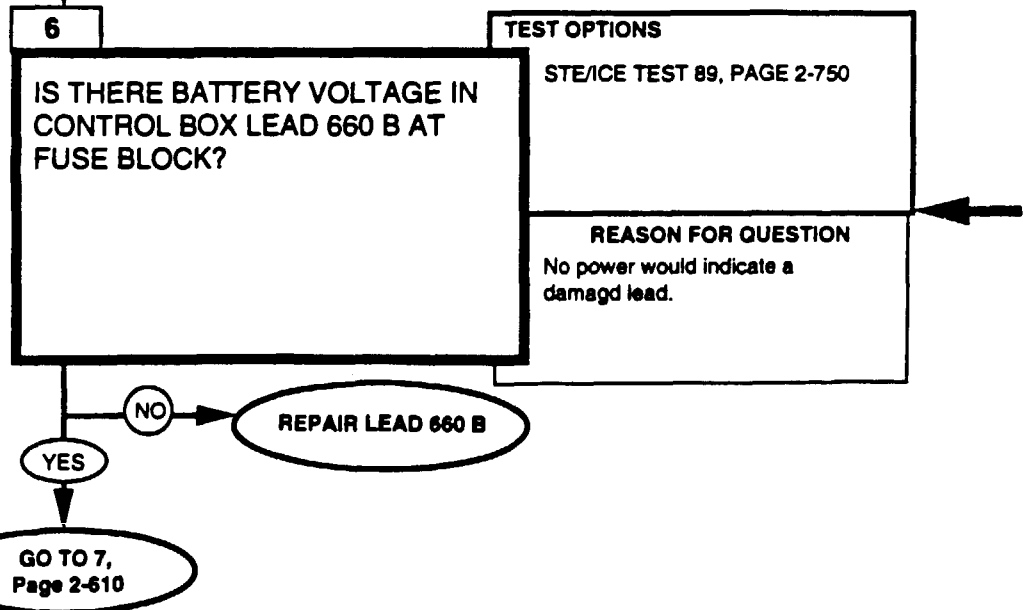 6
IS THERE BATTERY VOLTAGE IN
CONTROL BOX LEAD 660 B AT
FUSE BLOCK?
TEST OPTIONS
STE/ICE TEST 89, PAGE 2-750
REASON FOR QUESTION
No power would indicate a
damagd lead.
NO
REPAIR LEAD 660 B
YES
GO TO 7,
Page 2-610